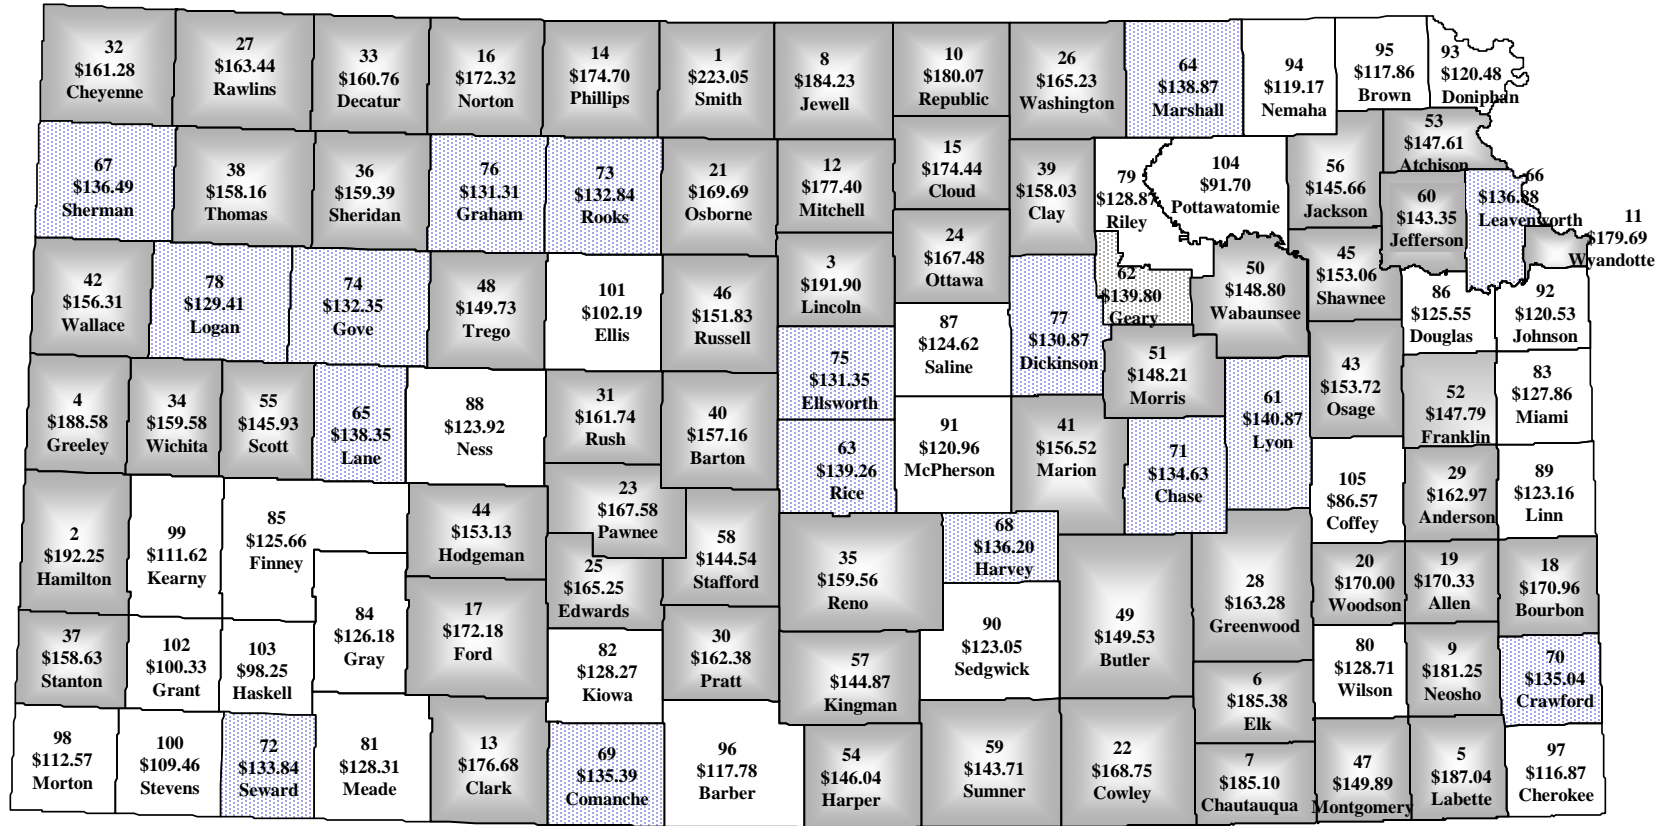 32
$161.28
Cheyenne
27
$163.44
Rawlins
33
$160.76
Decatur
16
$172.32
Norton
14
$174.70
Phillips
1
$223.05
Smith
8
$184.23
Jewell
10
$180.07
Republic
26
$165.23
Washington
64
$138.87
Marshall
94
$119.17
Nemaha
95
$117.86
Brown
93
$120.48
Doniphan
67
$136.49
Sherman
38
$158.16
Thomas
36
$159.39
Sheridan
76
$131.31
Graham
73
$132.84
Rooks
21
$169.69
Osborne
12
$177.40
Mitchell
15
$174.44
Cloud
39
$158.03
Clay
79
$128.87
Riley
104
$91.70
Pottawatomie
56
$145.66
Jackson
53
$147.61
Atchison
60
$143.35
Jefferson
66
$136.88
Leavenworth
11
$179.69
Wyandotte
42
$156.31
Wallace
78
$129.41
Logan
74
$132.35
Gove
48
$149.73
Trego
101
$102.19
Ellis
46
$151.83
Russell
3
$191.90
Lincoln
24
$167.48
Ottawa
87
$124.62
Saline
77
$130.87
Dickinson
62
$139.80
Geary
50
$148.80
Wabaunsee
45
$153.06
Shawnee
86
$125.55
Douglas
92
$120.53
Johnson
4
$188.58
Greeley
34
$159.58
Wichita
55
$145.93
Scott
65
$138.35
Lane
88
$123.92
Ness
31
$161.74
Rush
40
$157.16
Barton
75
$131.35
Ellsworth
63
$139.26
Rice
91
$120.96
McPherson
41
$156.52
Marion
51
$148.21
Morris
71
$134.63
Chase
61
$140.87
Lyon
43
$153.72
Osage
52
$147.79
Franklin
83
$127.86
Miami
2
$192.25
Hamilton
99
$111.62
Kearny
85
$125.66
Finney
44
$153.13
Hodgeman
23
$167.58
Pawnee
25
$165.25
Edwards
58
$144.54
Stafford
35
$159.56
Reno
68
$136.20
Harvey
105
$86.57
Coffey
29
$162.97
Anderson
89
$123.16
Linn
37
$158.63
Stanton
102
$100.33
Grant
103
$98.25
Haskell
84
$126.18
Gray
17
$172.18
Ford
82
$128.27
Kiowa
30
$162.38
Pratt
57
$144.87
Kingman
90
$123.05
Sedgwick
49
$149.53
Butler
28
$163.28
Greenwood
20
$170.00
Woodson
19
$170.33
Allen
18
$170.96
Bourbon
98
$112.57
Morton
100
$109.46
Stevens
72
$133.84
Seward
81
$128.31
Meade
13
$176.68
Clark
69
$135.39
Comanche
96
$117.78
Barber
54
$146.04
Harper
59
$143.71
Sumner
22
$168.75
Cowley
6
$185.38
Elk
7
$185.10
Chautauqua
80
$128.71
Wilson
9
$181.25
Neosho
70
$135.04
Crawford
47
$149.89
Montgomery
5
$187.04
Labette
97
$116.87
Cherokee